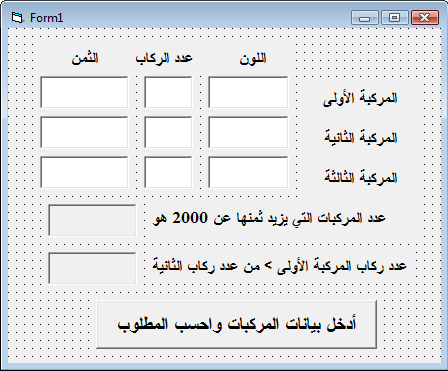 Form1
اللون عدد الركاب الثمن
المركبة الأولى
المركبة الثانية
المركبة الثالثة
عدد المركبات التي يزيد ثمنها عن 2000 هو
عدد ركاب المركبة الأولى > من عدد ركاب الثانية
أدخل بيانات المركبات واحسب المطلوب